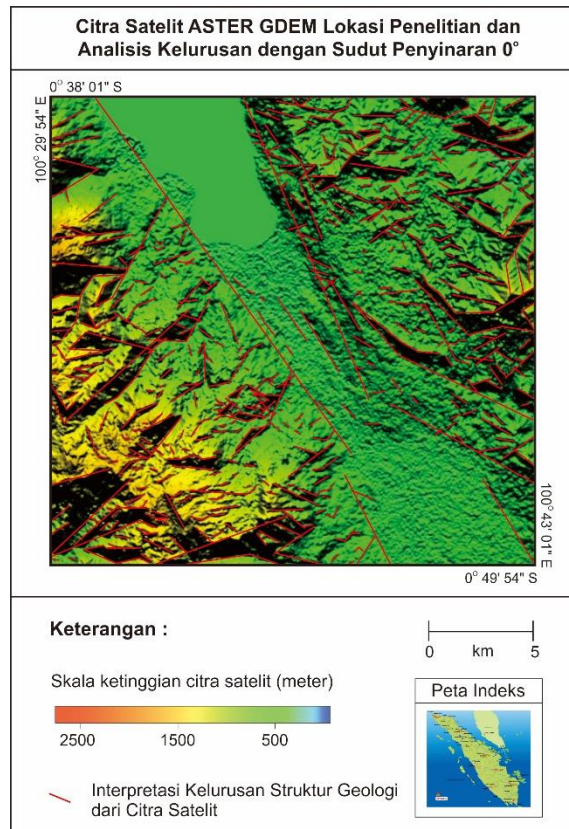 Citra Satelit ASTER GDEM Lokasi Penelitian dan
Analisis Kelurusan dengan Sudut Penyinaran 0°
0° 38' 01" S
100° 29' 54" E
100° 43' 01" E
0° 49' 54" S
Keterangan :
0 km 5
Skala ketinggian citra satelit (meter)
2500 1500 500
Peta Indeks
Interpretasi Kelurusan Struktur Geologi
dari Citra Satelit